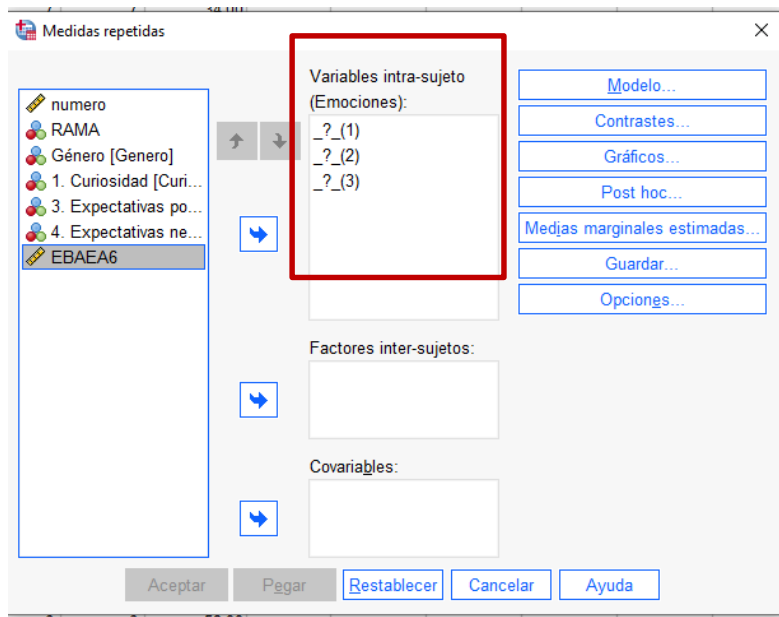 Medidas repetidas
numero
RAMA
Género [Genero]
1. Curiosidad [Curi...
3. Expectativas po...
4. Expectativas ne...
EBAEA6
Variables intra-sujeto
(Emociones):
_?_(1)
_?_(2)
_?_(3)
Factores inter-sujetos:
Covariables:
Modelo...
Contrastes...
Gráficos...
Post hoc...
Medias marginales estimadas...
Guardar...
Opciones...
Aceptar
Pegar
Restablecer
Cancelar
Ayuda